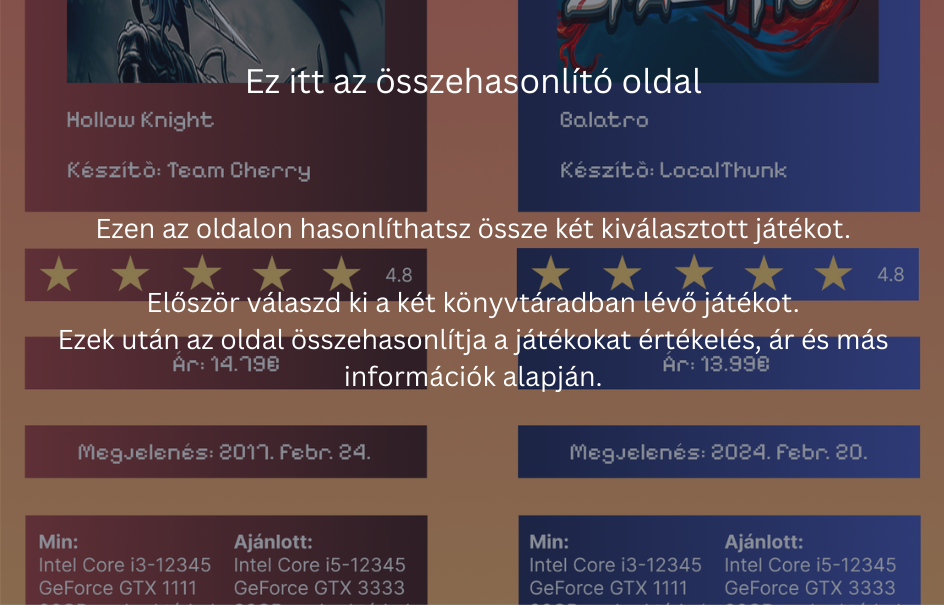 Ez itt az összehasonlító oldal
Hollow Knight
Balatro
Készítò: Team Cherry
Készítò: LocalThunk
Ezen az oldalon hasonlíthatsz össze két kiválasztott játékot.
4.8
4.8
Először válaszd ki a két könyvtáradban lévő játékot.
Ezek után az oldal összehasonlítja a játékokat értékelés, ár és más
információk alapján.
Ár: 14.79€
Ár: 13.99€
Megjelenés: 2017. Febr. 24.
Megjelenés: 2024. Febr. 20.
Min:
Ajánlott:
Intel Core i3-12345
Intel Core i5-12345
GeForce GTX 1111
GeForce GTX 3333
Min:
Ajánlott:
Intel Core i3-12345
Intel Core i5-12345
GeForce GTX 1111
GeForce GTX 3333